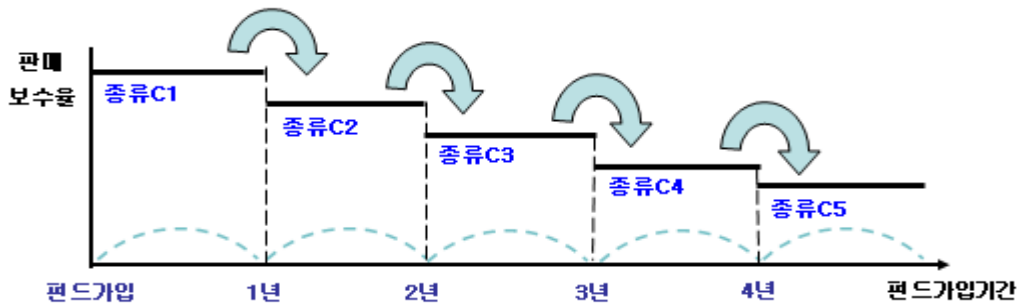 판매
보수율
종류C1
종류C2
종류C3
종류C4
종류C5
펀드가입
1년
2년
3년
4년
펀드가입기간